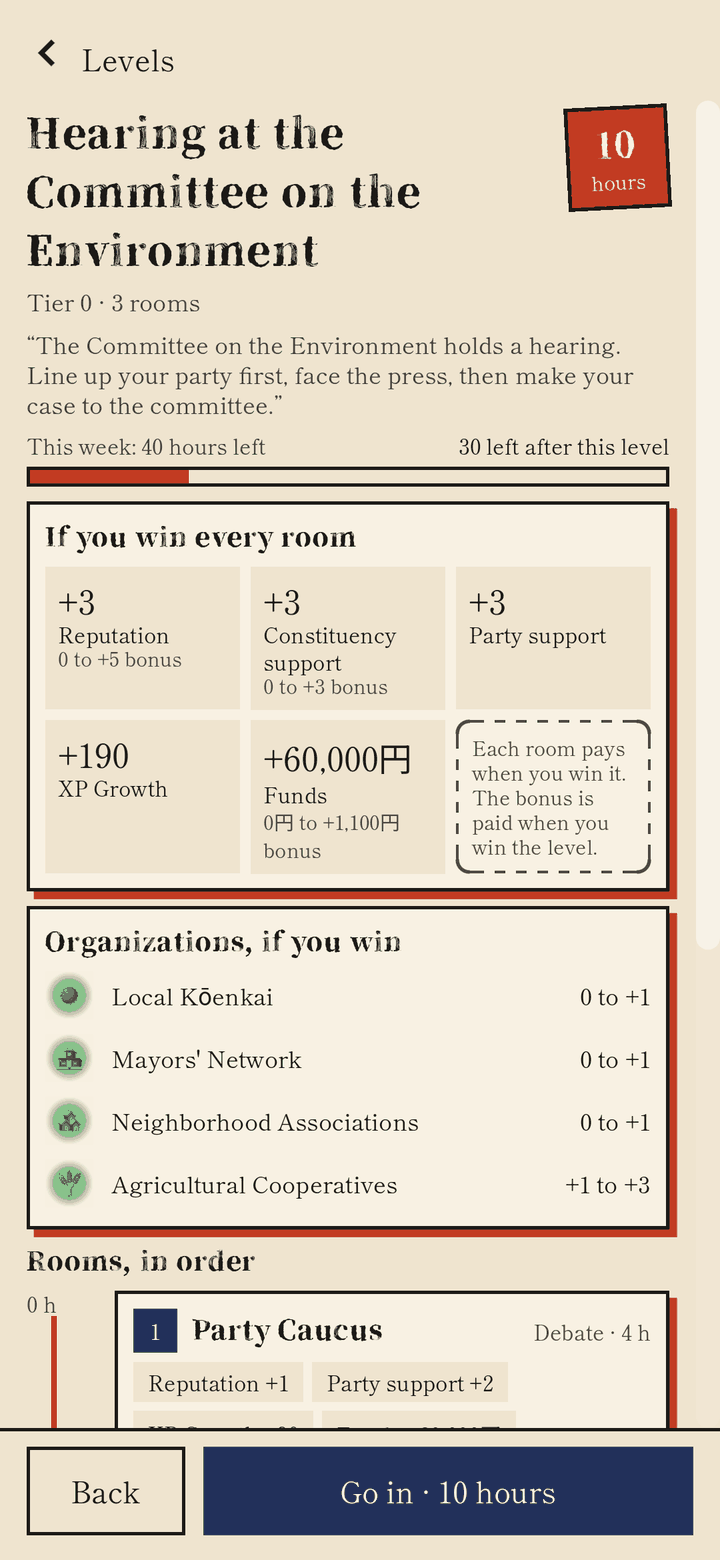 Levels
Hearing at the
Committee on the
Environment
10
hours
Tier 0 · 3 rooms
“The Committee on the Environment holds a hearing.
Line up your party first, face the press, then make your
case to the committee.”
This week: 40 hours left
30 left after this level
If you win every room
+3
Reputation
0 to +5 bonus
+3
Constituency
support
0 to +3 bonus
+3
Party support
+190
XP Growth
+60,000円
Funds
0円 to +1,100円
bonus
Each room pays
when you win it.
The bonus is
paid when you
win the level.
Organizations, if you win
Local Kōenkai
0 to +1
Mayors' Network
0 to +1
Neighborhood Associations
0 to +1
Agricultural Cooperatives
+1 to +3
Rooms, in order
0 h
1
Party Caucus
Debate · 4 h
Reputation +1
Party support +2
Back
Go in · 10 hours